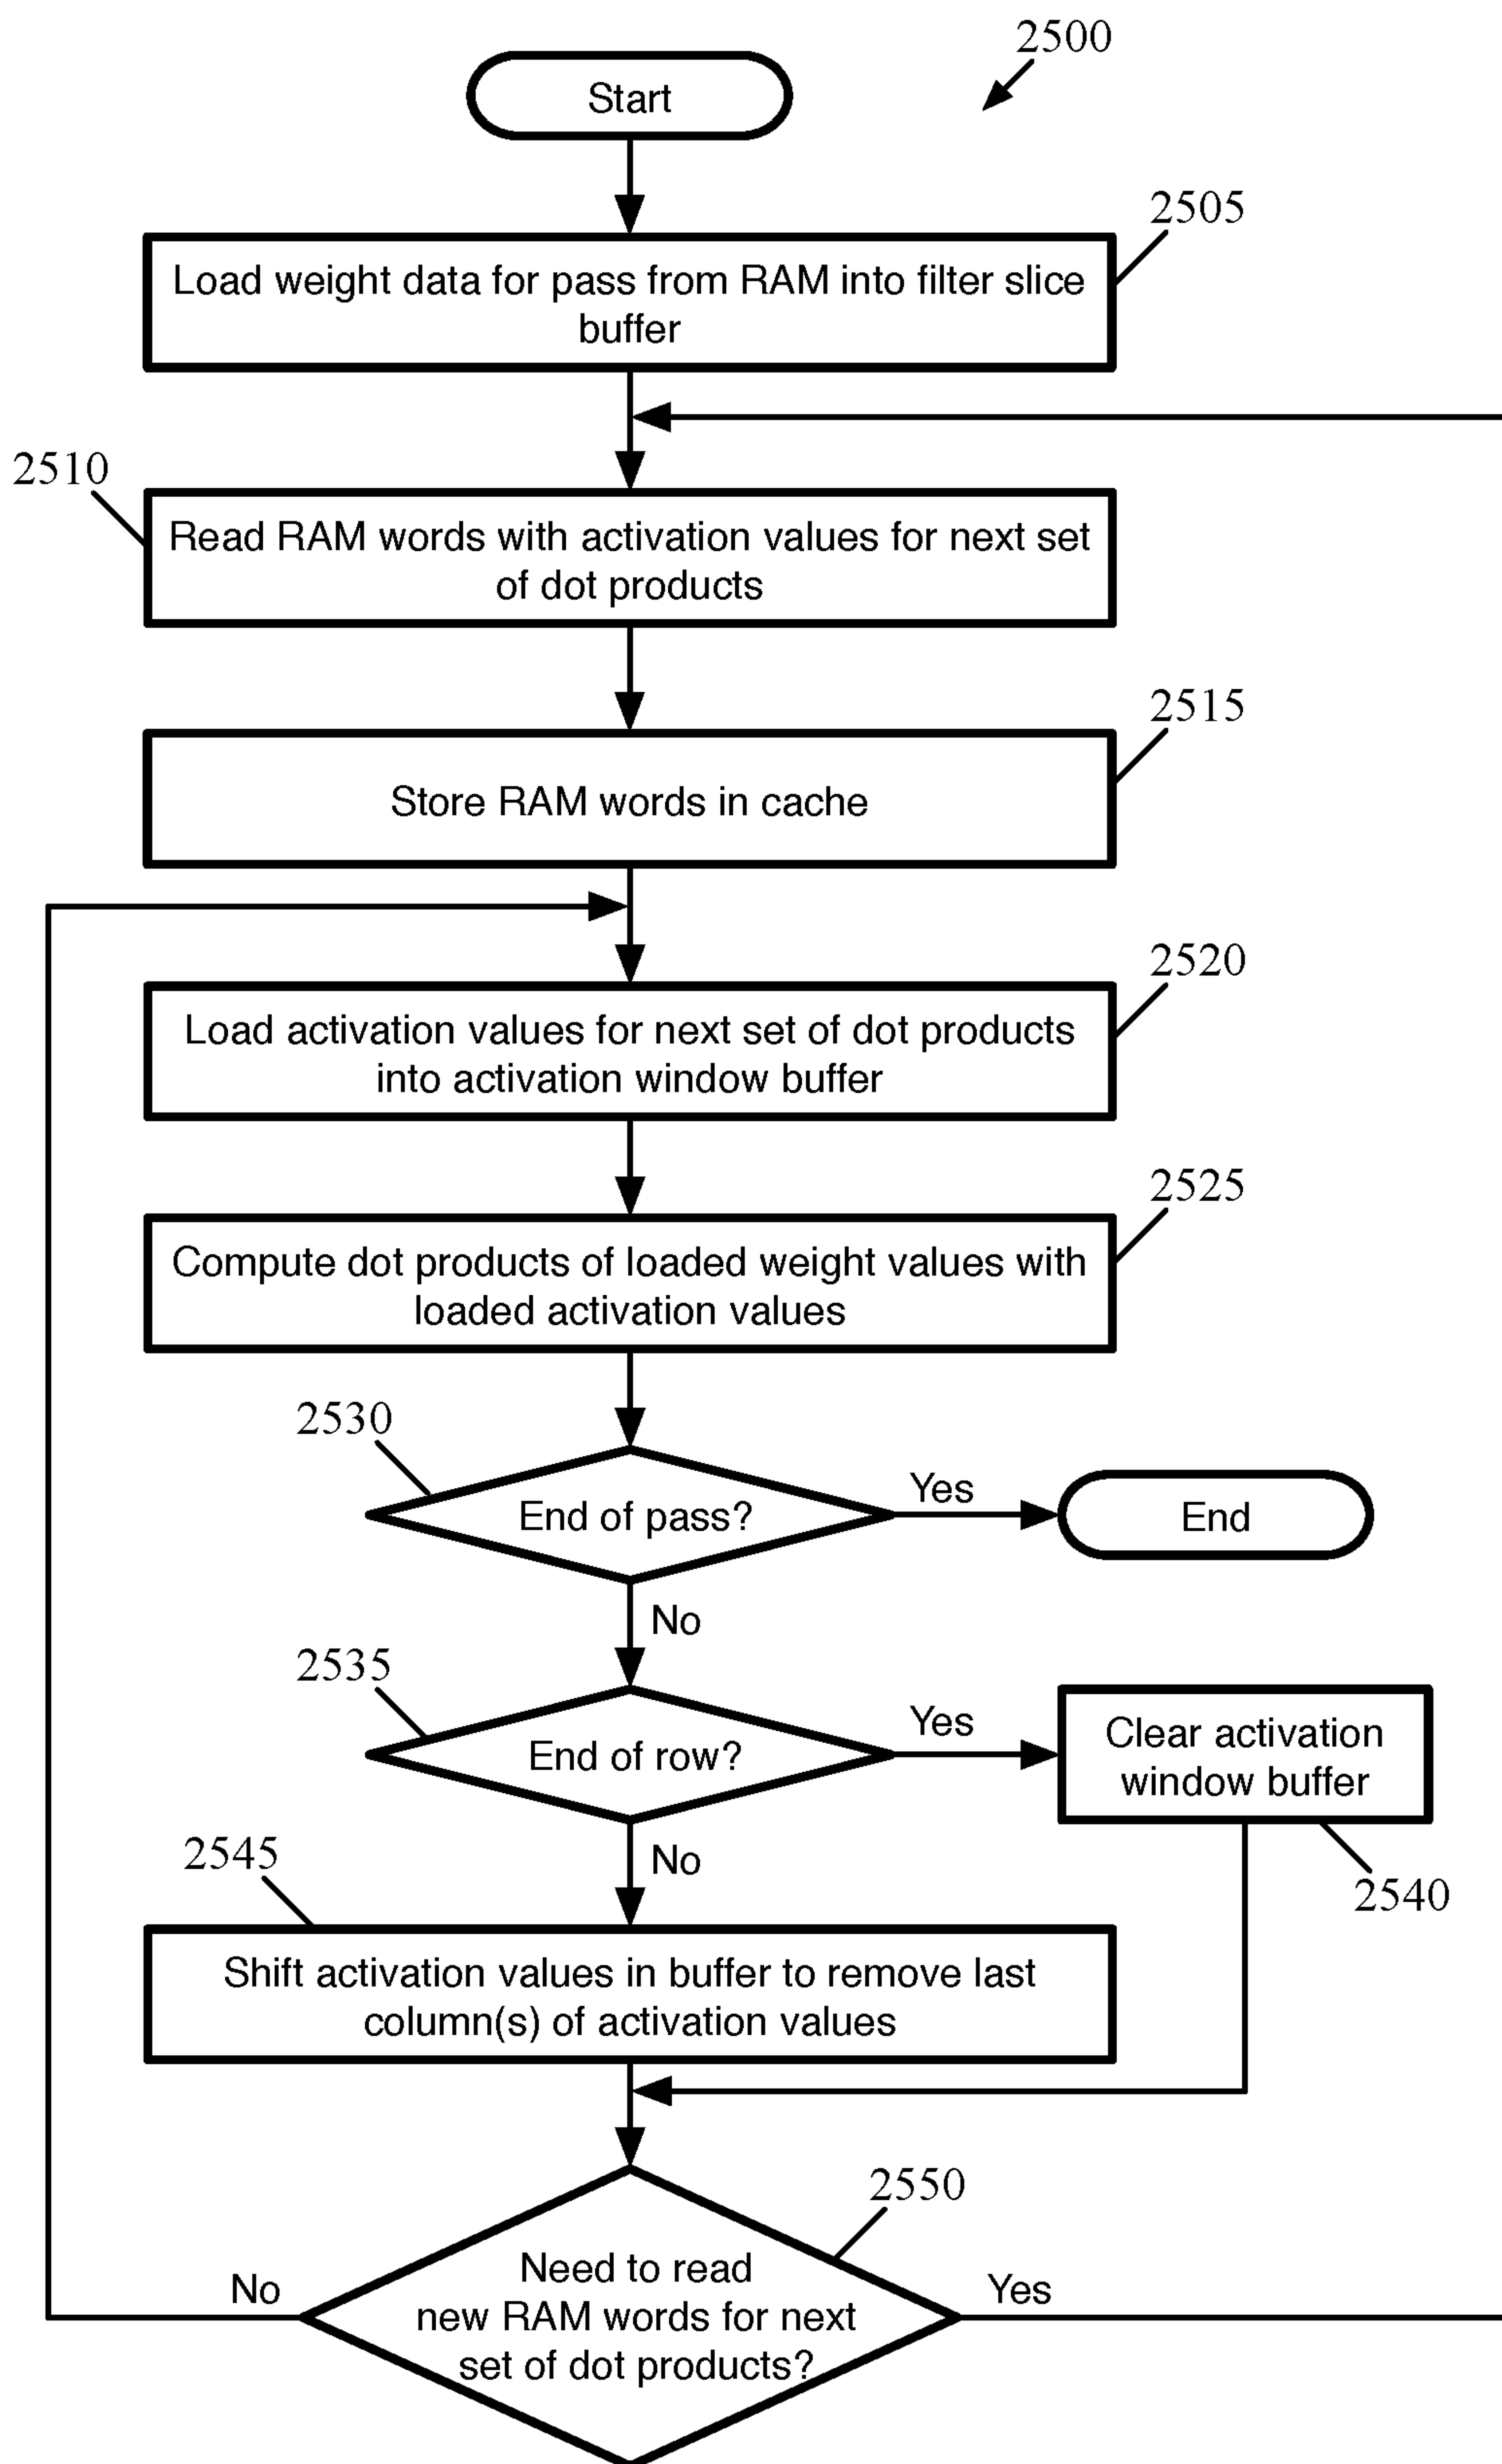 2500
Start
2505
Load weight data for pass from RAM into filter slice
buffer
2510
Read RAM words with activation values for next set
of dot products
2515
Store RAM words in cache
2520
Load activation values for next set of dot products
into activation window buffer
2525
Compute dot products of loaded weight values with
loaded activation values
2530
End of pass?
Yes
End
No
2535
End of row?
Yes
Clear activation
window buffer
2540
No
2545
Shift activation values in buffer to remove last
column(s) of activation values
2550
Need to read
new RAM words for next
set of dot products?
No
Yes